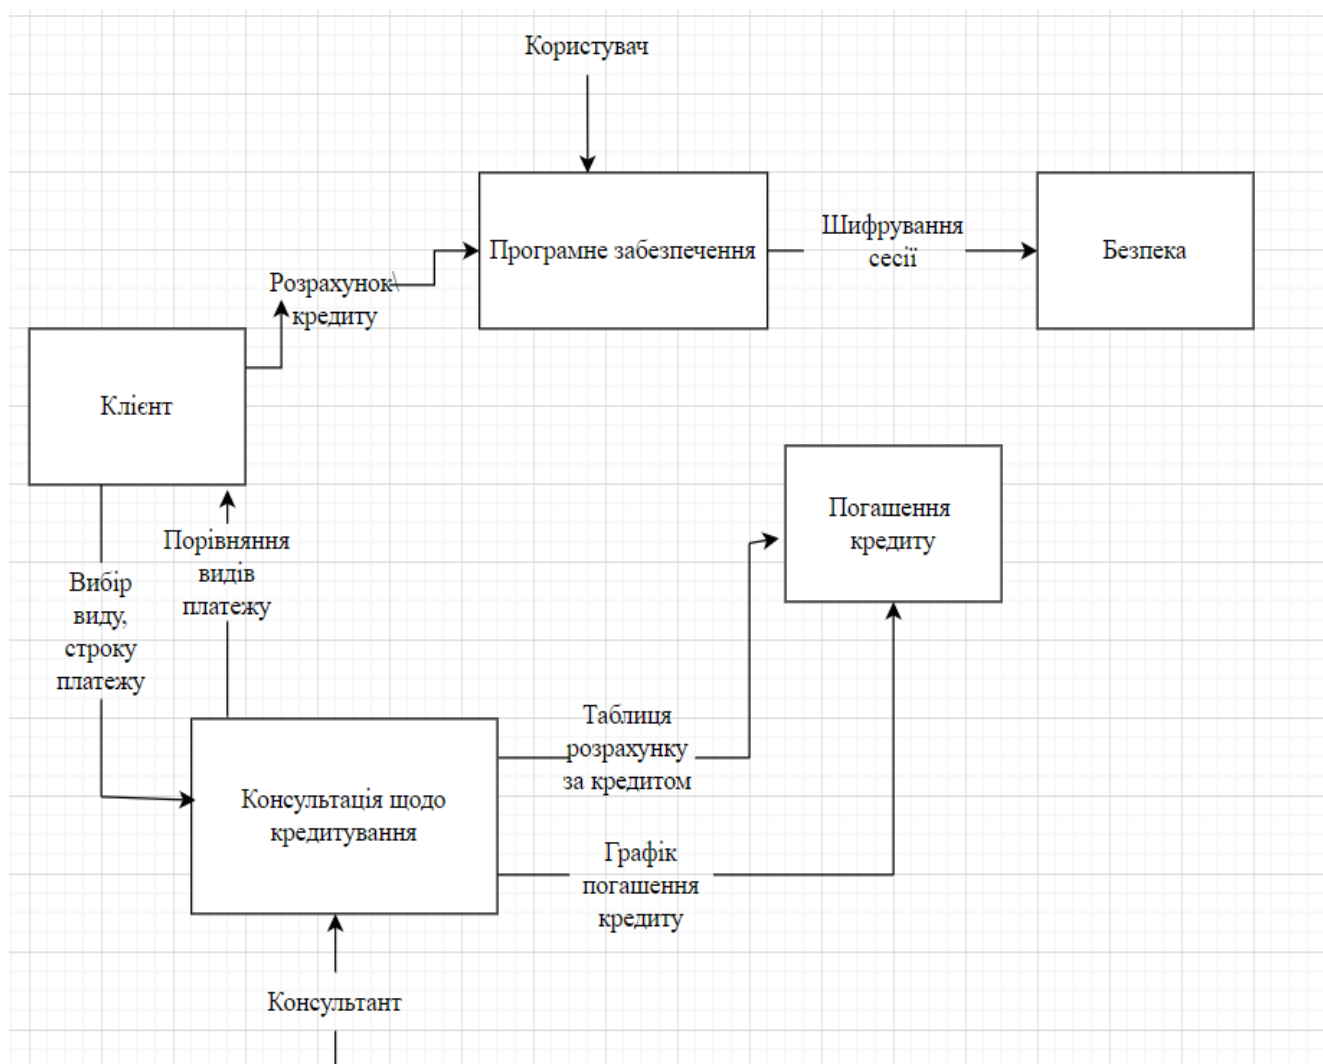 Користувач
Програмне забезпечення
Шифрування
сесії
Безпека
Розрахунок\
кредиту
Клієнт
Погашення
кредиту
Порівняння
видів
платежу
Вибір
виду,
строку
платежу
Таблиця
розрахунку
за кредитом
Консультація щодо
кредитування
Графік
погашення
кредиту
Консультант